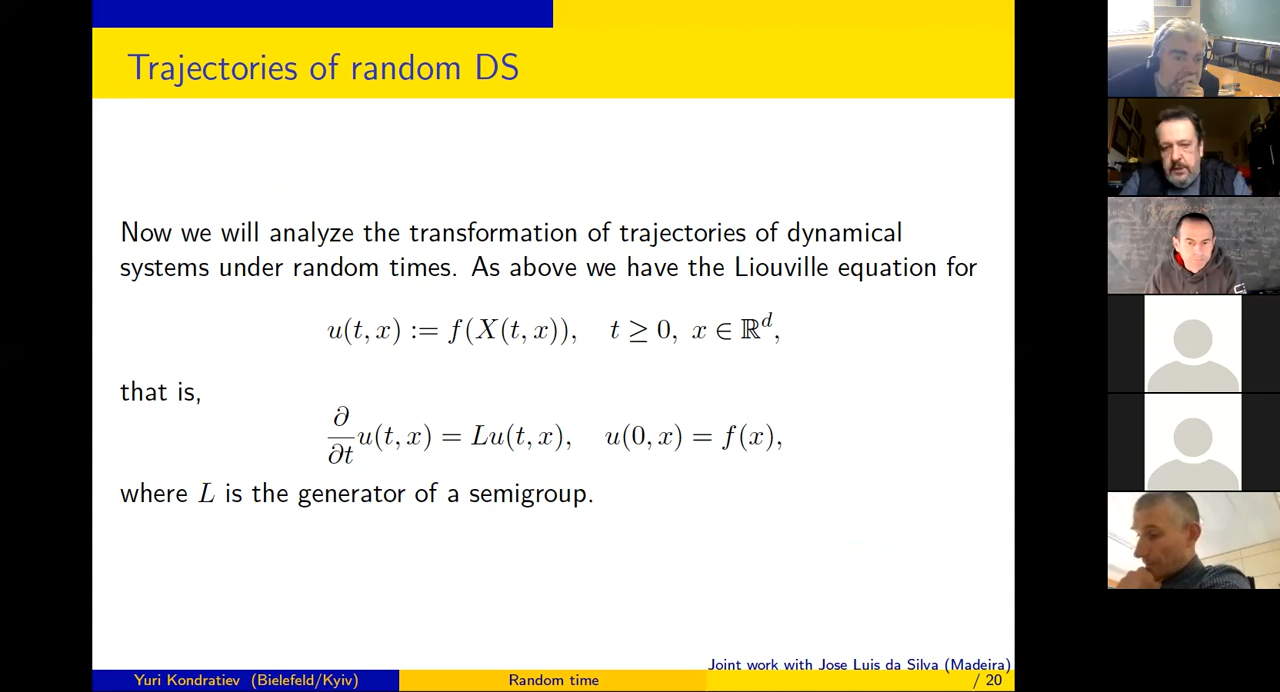 Trajectories of random DS
Now we will analyze the transformation of trajectories of dynamical
systems under random times. As above we have the Liouville equation for
u(t, x) := f(X(t, x)), t ≥ 0, x ∈ ℝᵈ,
that is,
∂/∂t u(t, x) = Lu(t, x), u(0, x) = f(x),
where L is the generator of a semigroup.
Joint work with Jose Luis da Silva (Madeira)
Yuri Kondratiev (Bielefeld/Kyiv) Random time / 20